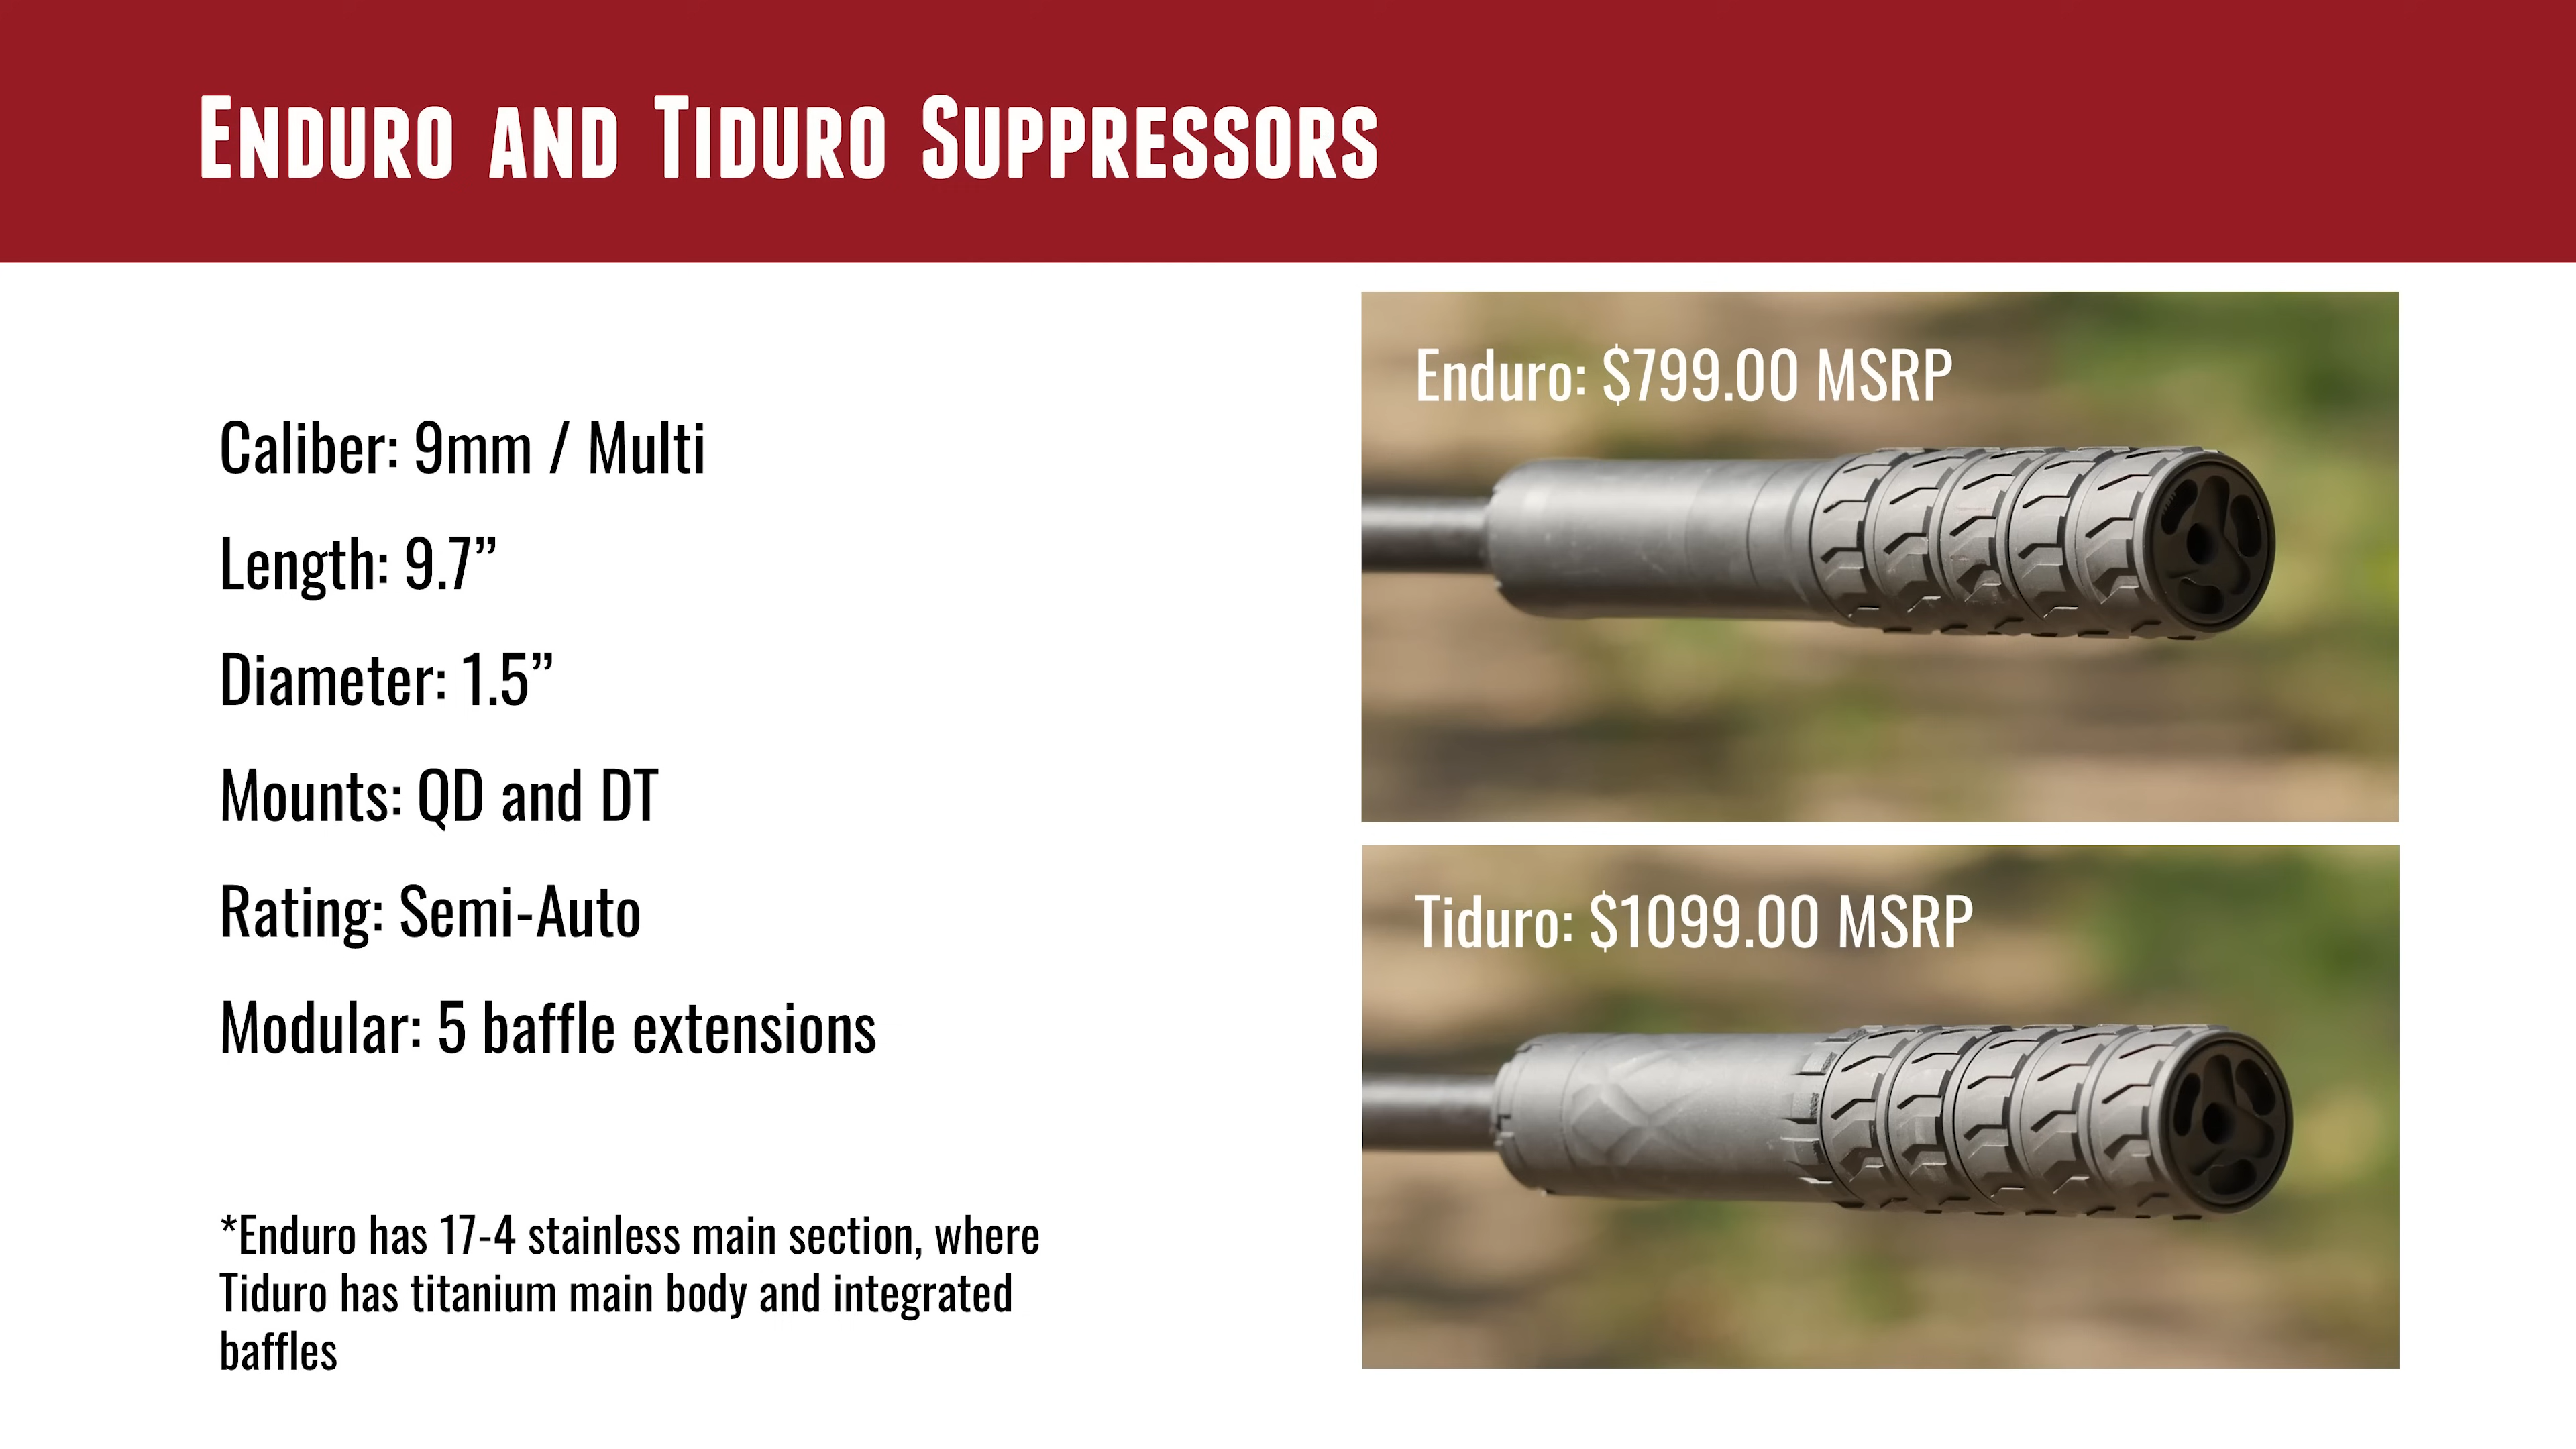 Enduro and Tiduro Suppressors
Caliber: 9mm / Multi
Length: 9.7”
Diameter: 1.5”
Mounts: QD and DT
Rating: Semi-Auto
Modular: 5 baffle extensions
*Enduro has 17-4 stainless main section, where
Tiduro has titanium main body and integrated
baffles
Enduro: $799.00 MSRP
Tiduro: $1099.00 MSRP